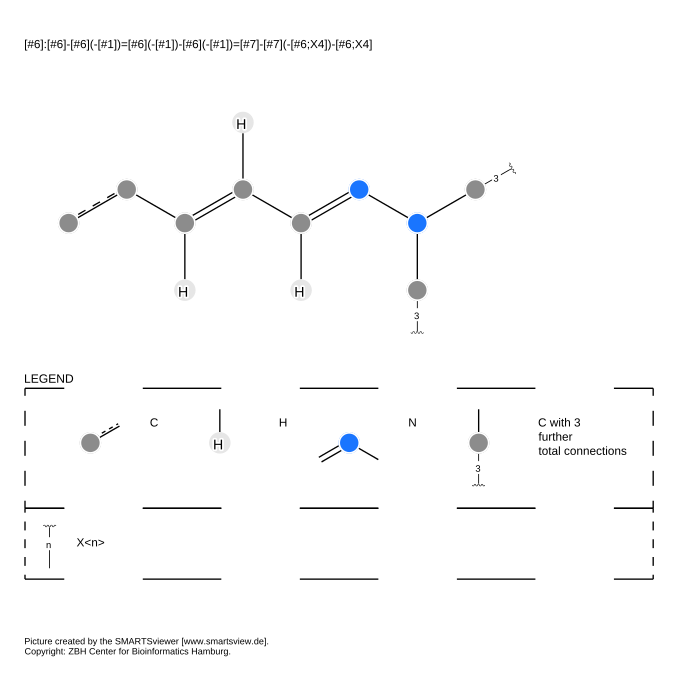 [#6]:[#6]-[#6](-[#1])=[#6](-[#1])-[#6](-[#1])=[#7]-[#7](-[#6;X4])-[#6;X4]
H
3
H
H
3
LEGEND
C
H
H
N
3
C with 3
further
total connections
n
X<n>
Picture created by the SMARTSviewer [www.smartsview.de].
Copyright: ZBH Center for Bioinformatics Hamburg.